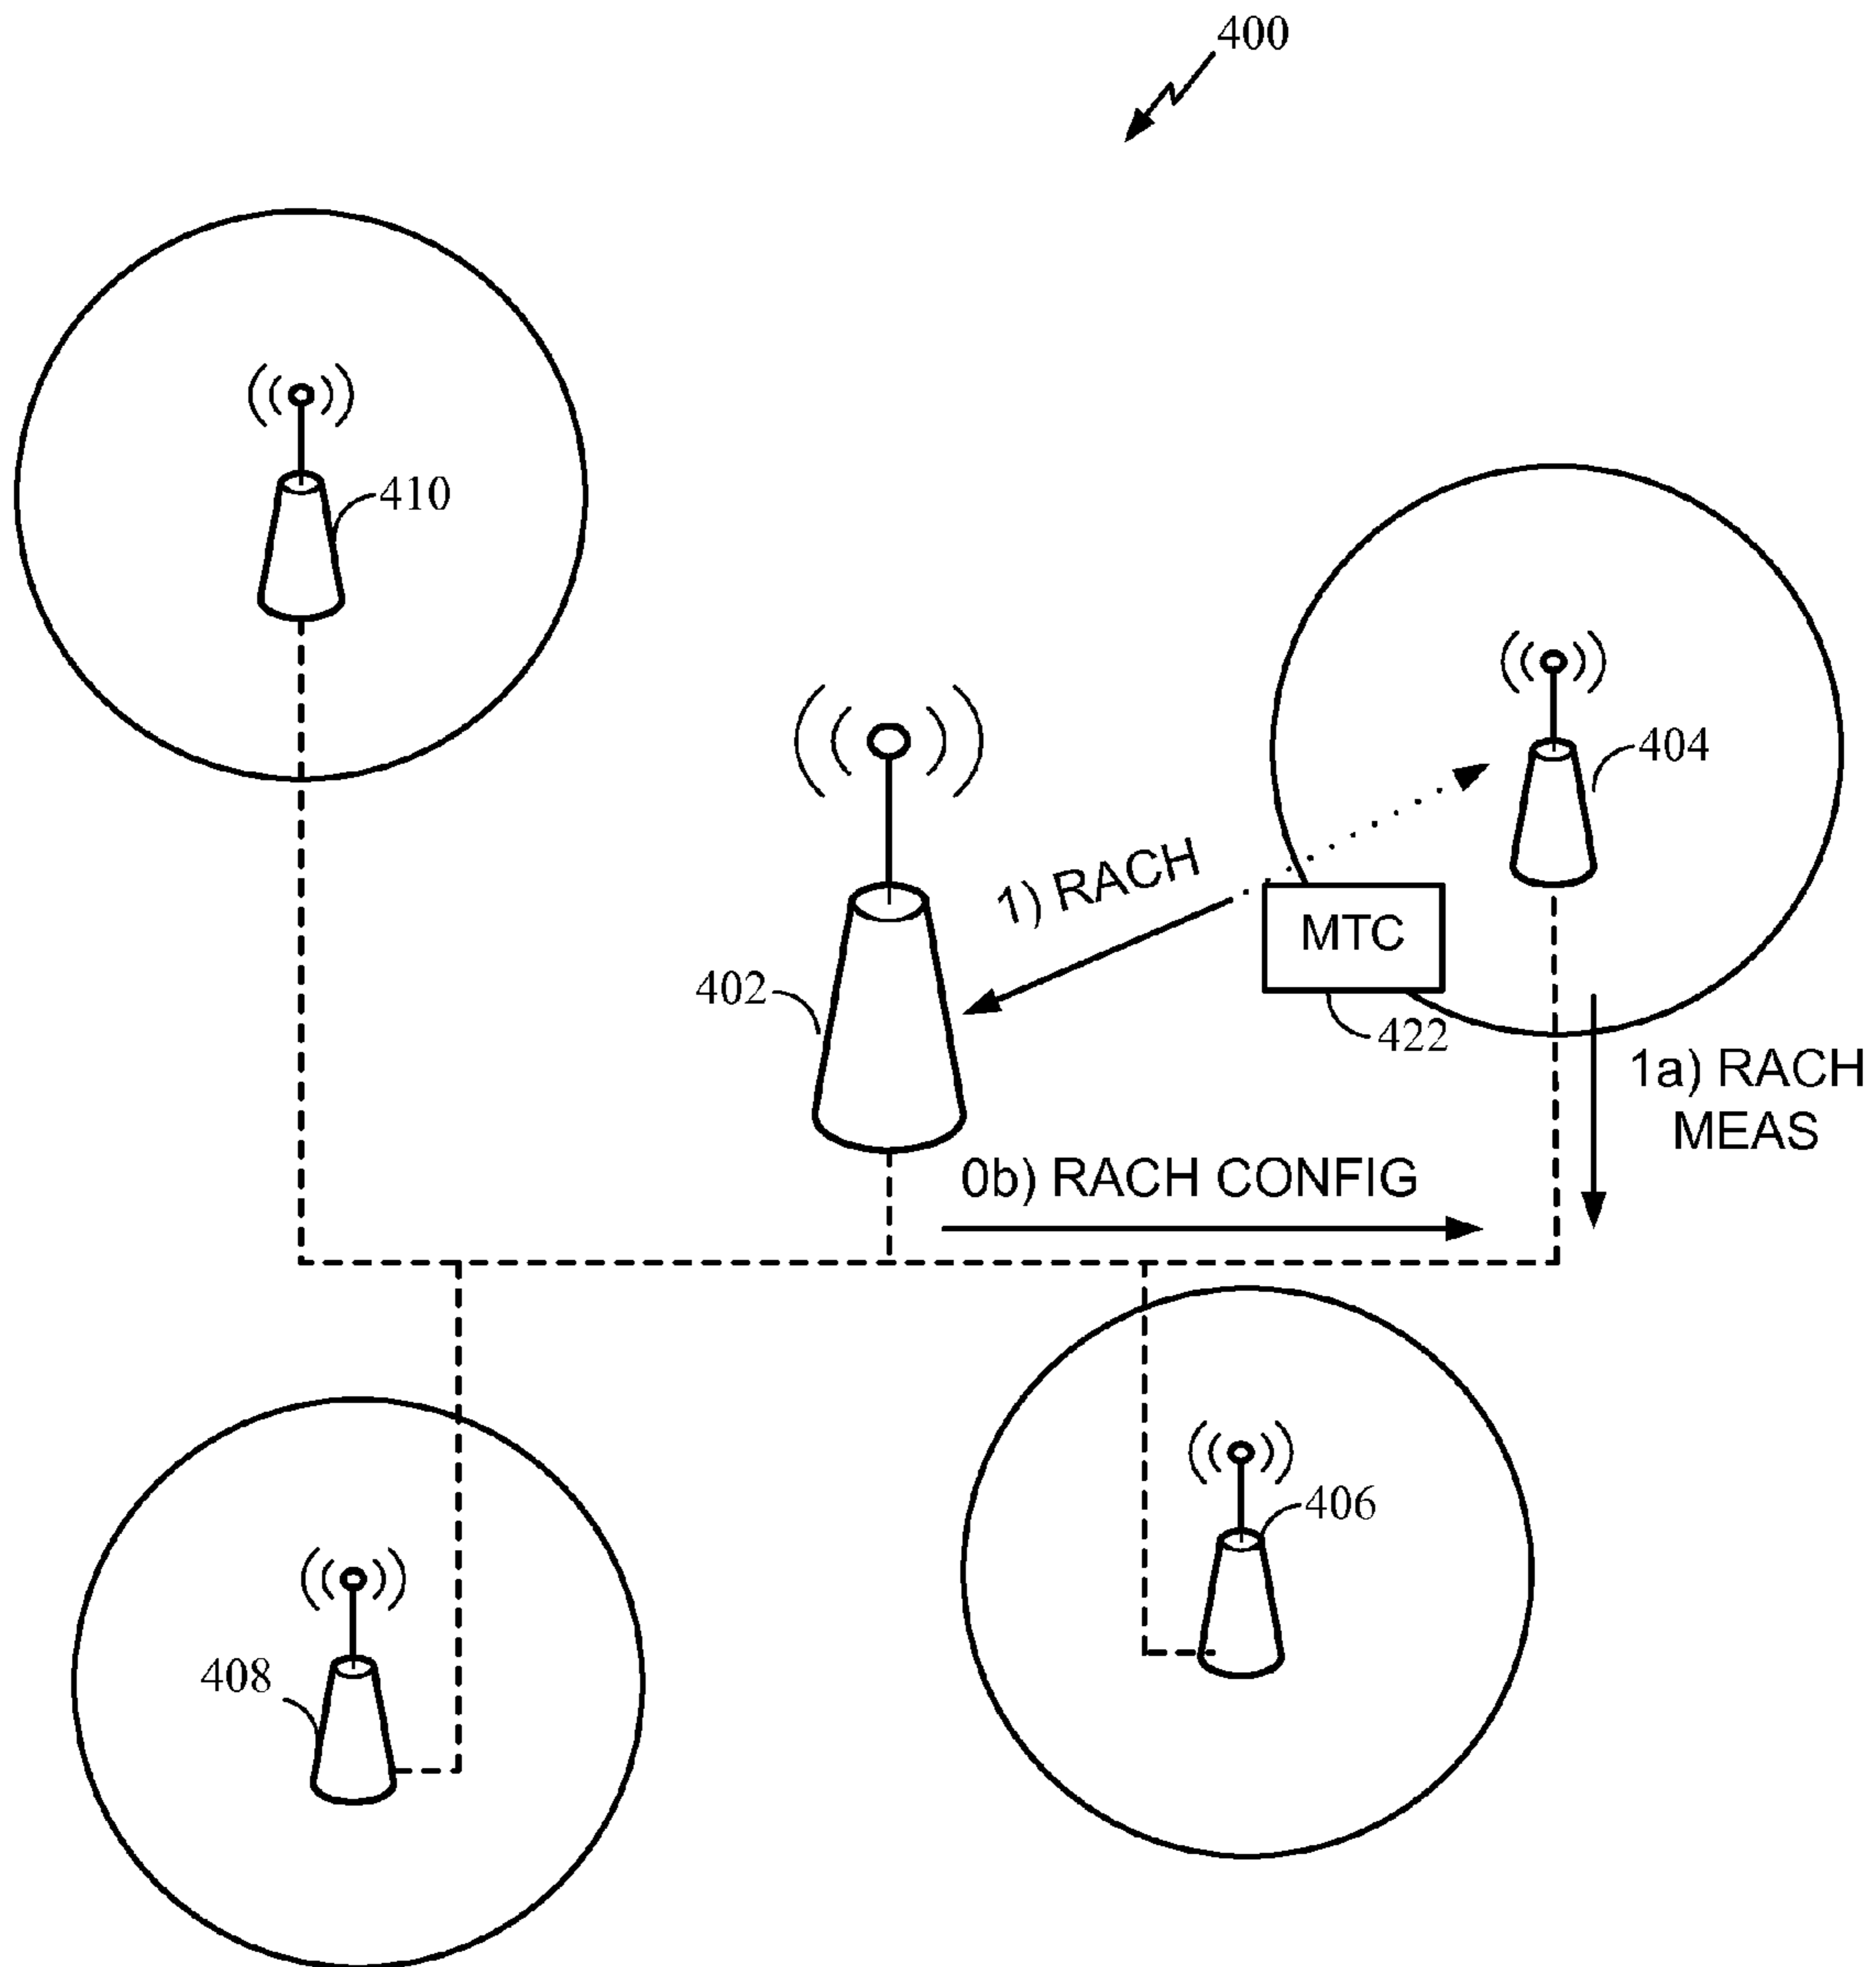 400
410
404
1) RACH
MTC
402
422
1a) RACH
MEAS
0b) RACH CONFIG
406
408